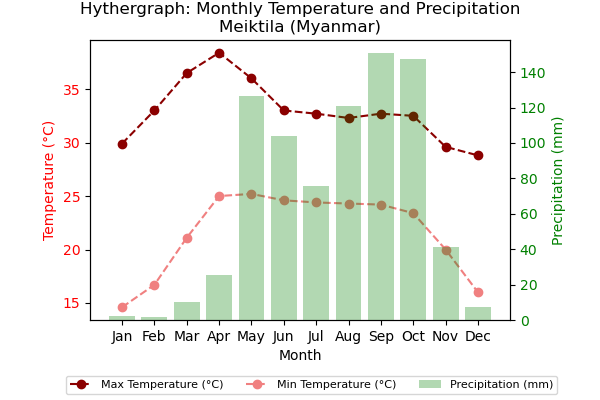 Hythergraph: Monthly Temperature and Precipitation
Meiktila (Myanmar)
Temperature (°C)
35
30
25
20
15
140
120
100
80
60
40
20
0
Precipitation (mm)
Jan Feb Mar Apr May Jun Jul Aug Sep Oct Nov Dec
Month
Max Temperature (°C) Min Temperature (°C) Precipitation (mm)